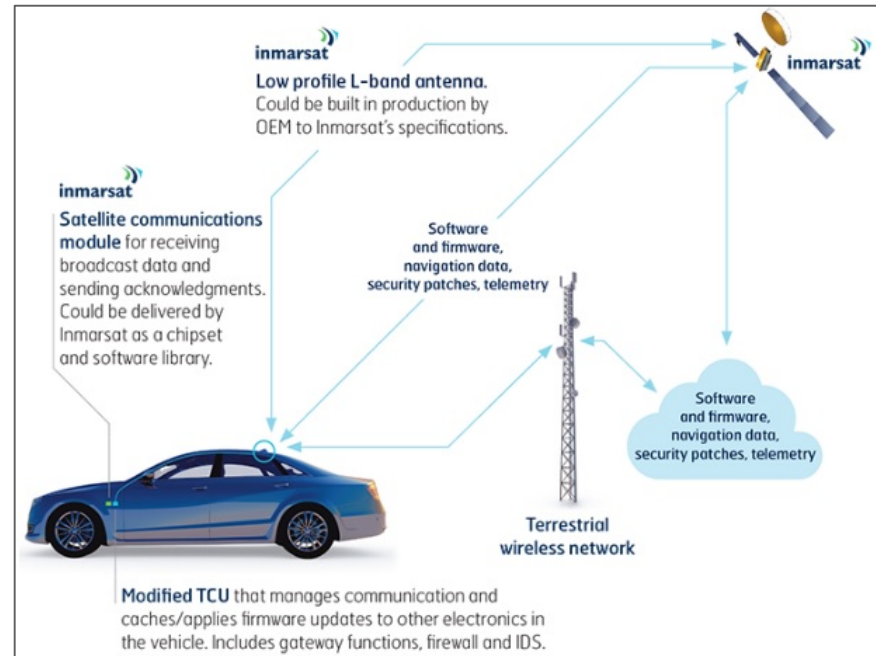 inmarsat
Low profile L-band antenna.
Could be built in production by
OEM to Inmarsat's specifications.
inmarsat
inmarsat
Satellite communications
module for receiving
broadcast data and
sending acknowledgments.
Could be delivered by
Inmarsat as a chipset
and software library.
Software
and firmware,
navigation data,
security patches, telemetry
Software
and firmware,
navigation data,
security patches, telemetry
Terrestrial
wireless network
Modified TCU that manages communication and
caches/applies firmware updates to other electronics in
the vehicle. Includes gateway functions, firewall and IDS.